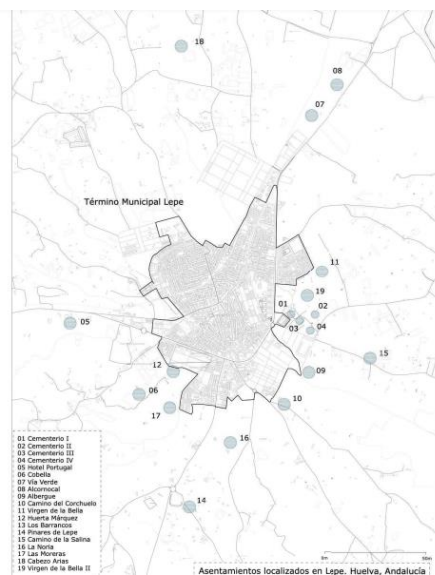 08
07
Término Municipal Lepe
11
19
01
02
03
04
05
15
12
09
06
17
10
16
14
01 Cementerio I
02 Cementerio II
03 Cementerio III
04 Cementerio IV
05 Hotel Portugal
06 Cobella
07 Vía Verde
08 Alcornocal
09 Albergue
10 Camino del Corchuelo
11 Virgen de la Bella
12 Huerta Márquez
13 Los Barrancos
14 Pinares de Lepe
15 Camino de la Salina
16 La Noria
17 Las Moreras
18 Cabezo Arias
19 Virgen de la Bella II
0m
Asentamientos localizados en Lepe. Huelva, Andalucía